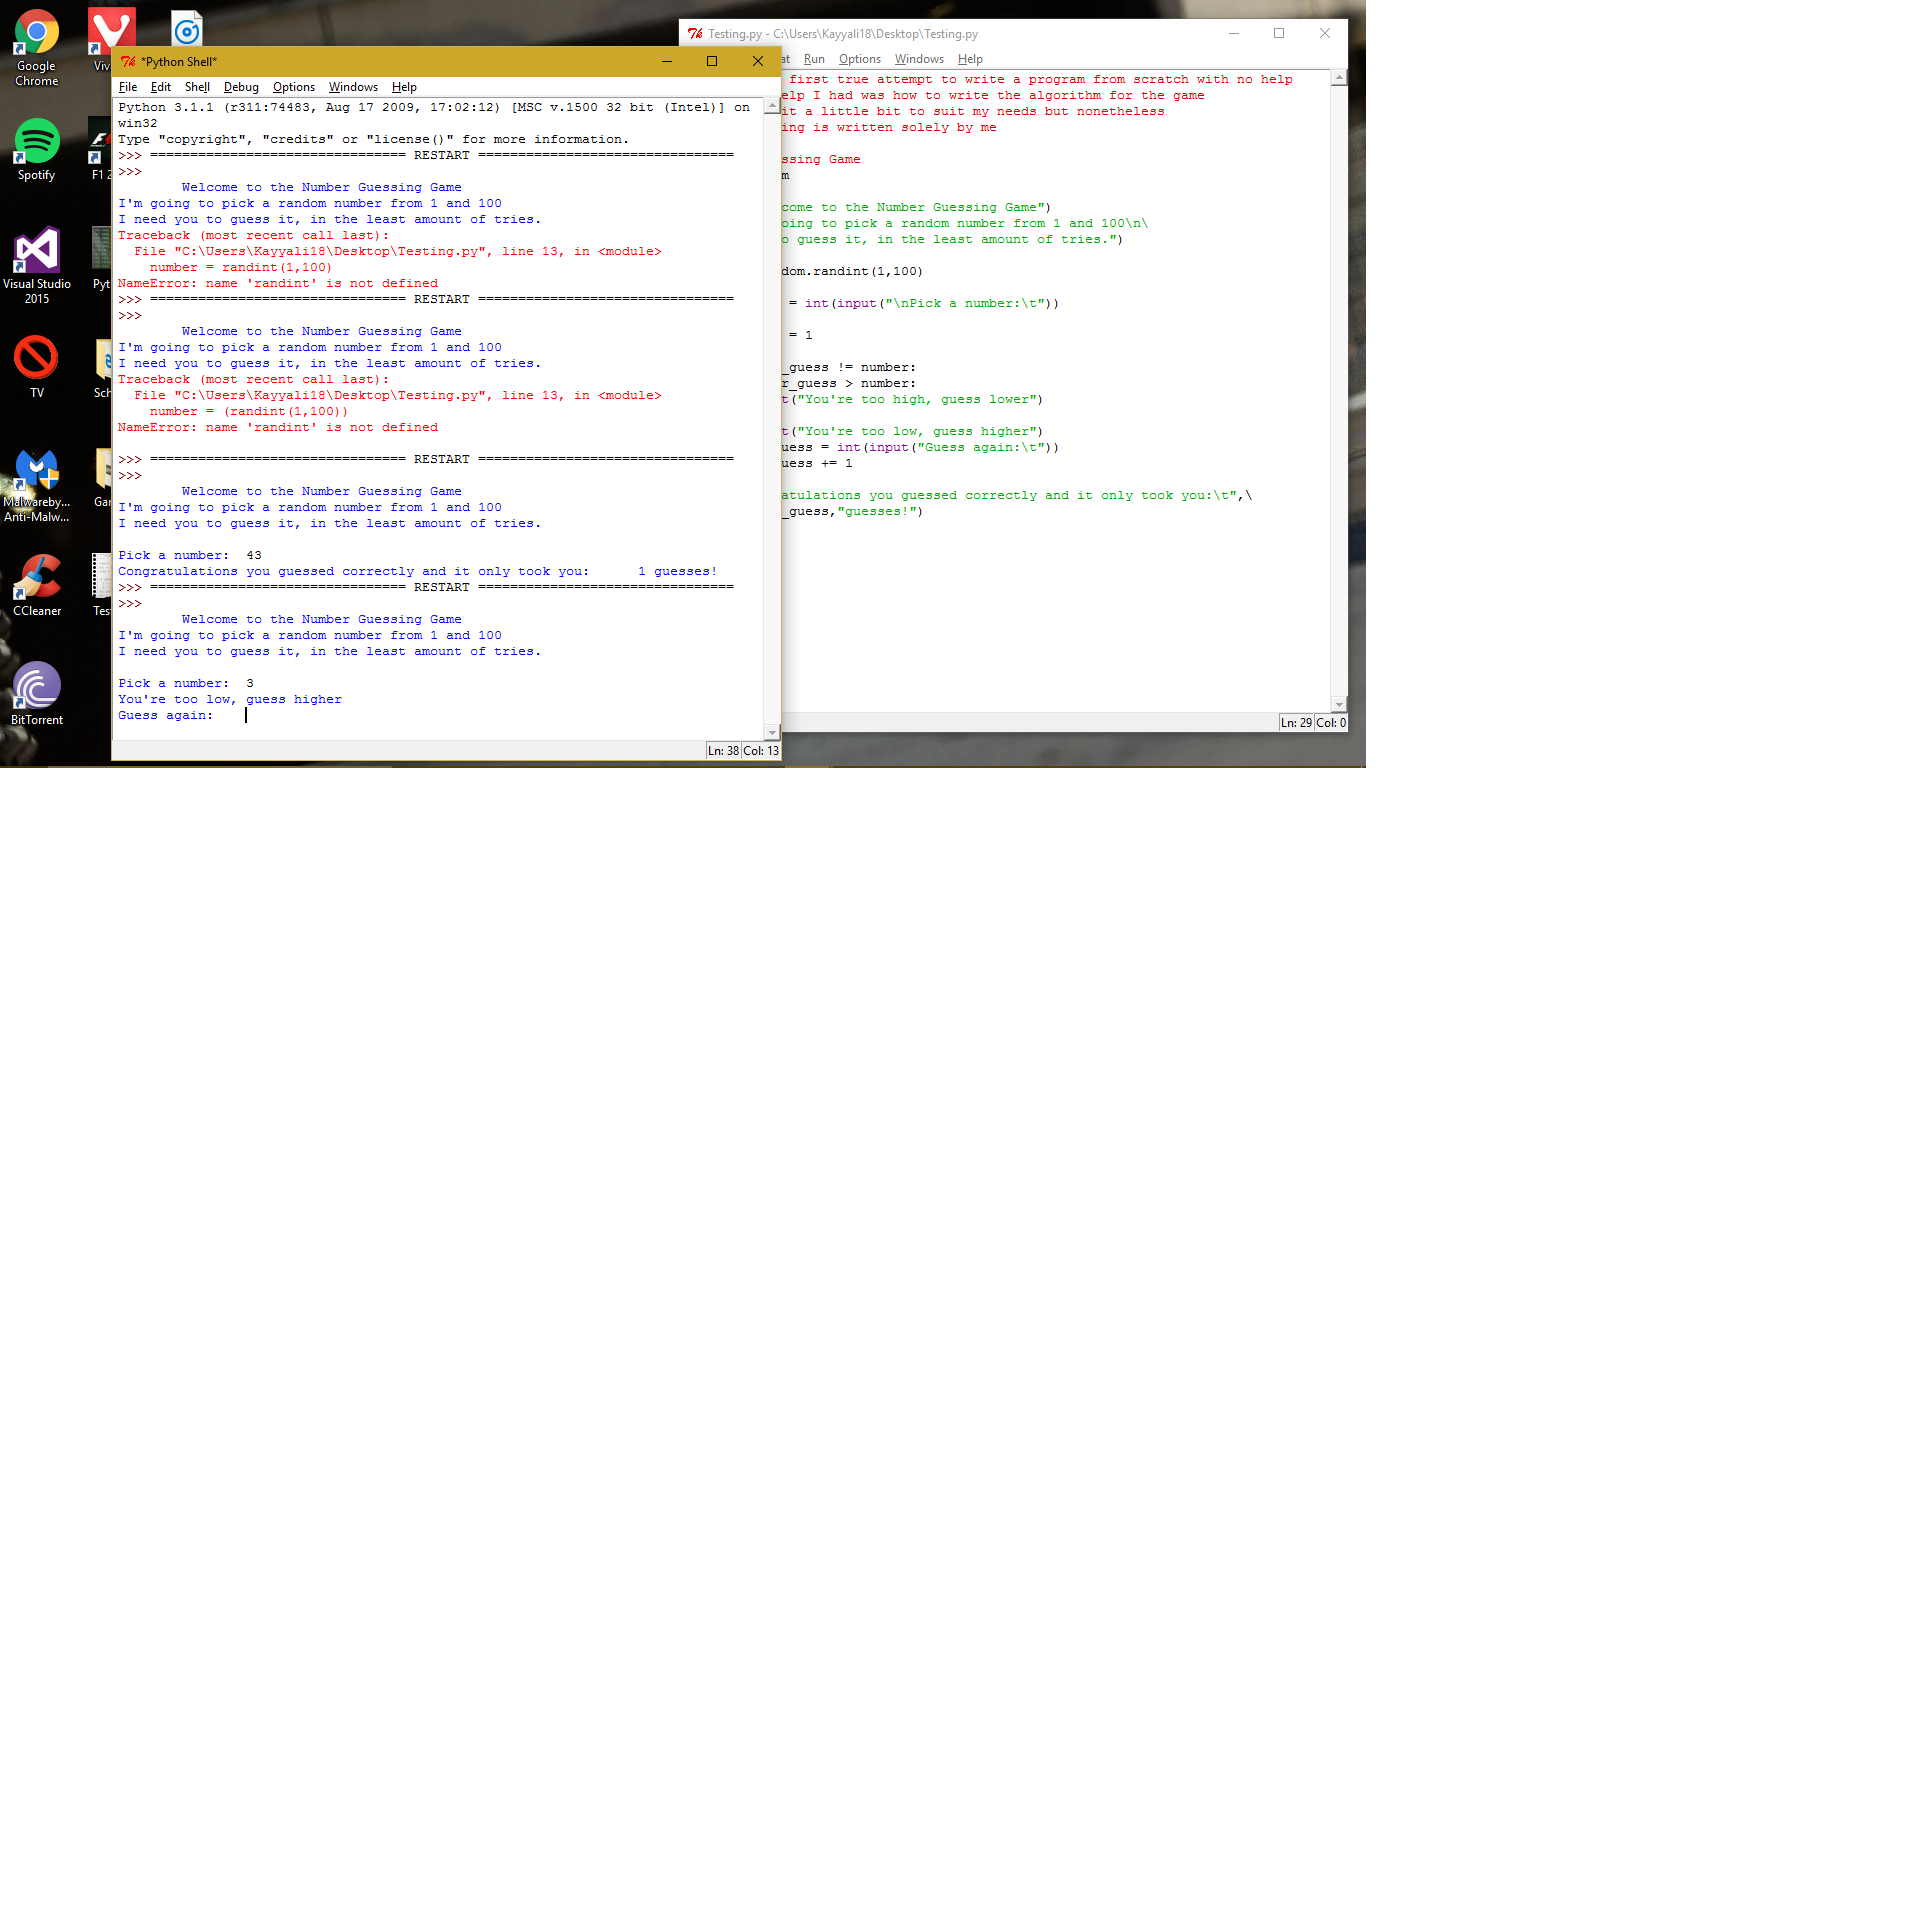 Google
Chrome
Viv
Spotify
F1 2
Visual Studio
2015
Pyt
TV
Sch
Malwareby...
Anti-Malw...
Gar
CCleaner
Tes
BitTorrent
*Python Shell*
File Edit Shell Debug Options Windows Help
Python 3.1.1 (r311:74483, Aug 17 2009, 17:02:12) [MSC v.1500 32 bit (Intel)] on
win32
Type "copyright", "credits" or "license()" for more information.
>>> ================================ RESTART ================================
>>>
Welcome to the Number Guessing Game
I'm going to pick a random number from 1 and 100
I need you to guess it, in the least amount of tries.
Traceback (most recent call last):
File "C:\Users\Kayyali18\Desktop\Testing.py", line 13, in <module>
number = randint(1,100)
NameError: name 'randint' is not defined
>>> ================================ RESTART ================================
>>>
Welcome to the Number Guessing Game
I'm going to pick a random number from 1 and 100
I need you to guess it, in the least amount of tries.
Traceback (most recent call last):
File "C:\Users\Kayyali18\Desktop\Testing.py", line 13, in <module>
number = (randint(1,100))
NameError: name 'randint' is not defined
>>> ================================ RESTART ================================
>>>
Welcome to the Number Guessing Game
I'm going to pick a random number from 1 and 100
I need you to guess it, in the least amount of tries.
Pick a number: 43
Congratulations you guessed correctly and it only took you: 1 guesses!
>>> ================================ RESTART ================================
>>>
Welcome to the Number Guessing Game
I'm going to pick a random number from 1 and 100
I need you to guess it, in the least amount of tries.
Pick a number: 3
You're too low, guess higher
Guess again:
Ln: 38 Col: 13
Testing.py - C:\Users\Kayyali18\Desktop\Testing.py
at Run Options Windows Help
first true attempt to write a program from scratch with no help
elp I had was how to write the algorithm for the game
it a little bit to suit my needs but nonetheless
ing is written solely by me
ssing Game
m
come to the Number Guessing Game")
oing to pick a random number from 1 and 100\n\
o guess it, in the least amount of tries.")
dom.randint(1,100)
= int(input("\nPick a number:\t"))
= 1
_guess != number:
r_guess > number:
t("You're too high, guess lower")
t("You're too low, guess higher")
uess = int(input("Guess again:\t"))
uess += 1
atulations you guessed correctly and it only took you:\t",\
_guess,"guesses!")
Ln: 29 Col: 0